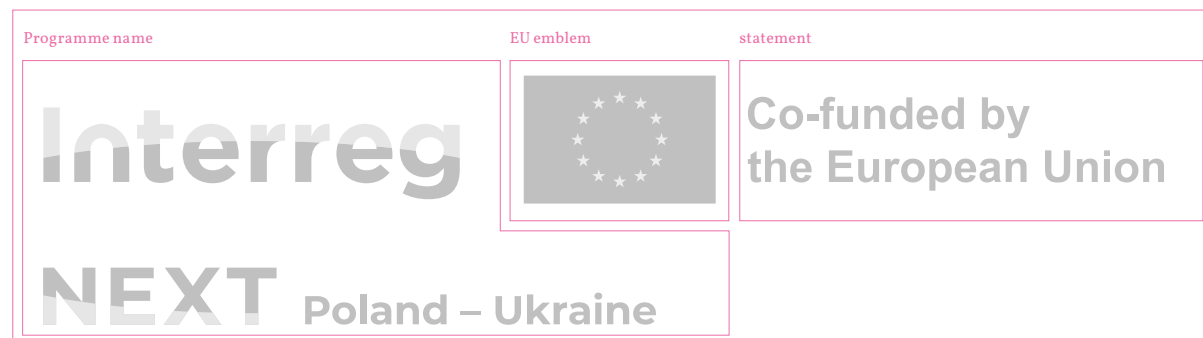 Programme name
EU emblem
statement
Interreg
Co-funded by
the European Union
NEXT Poland – Ukraine